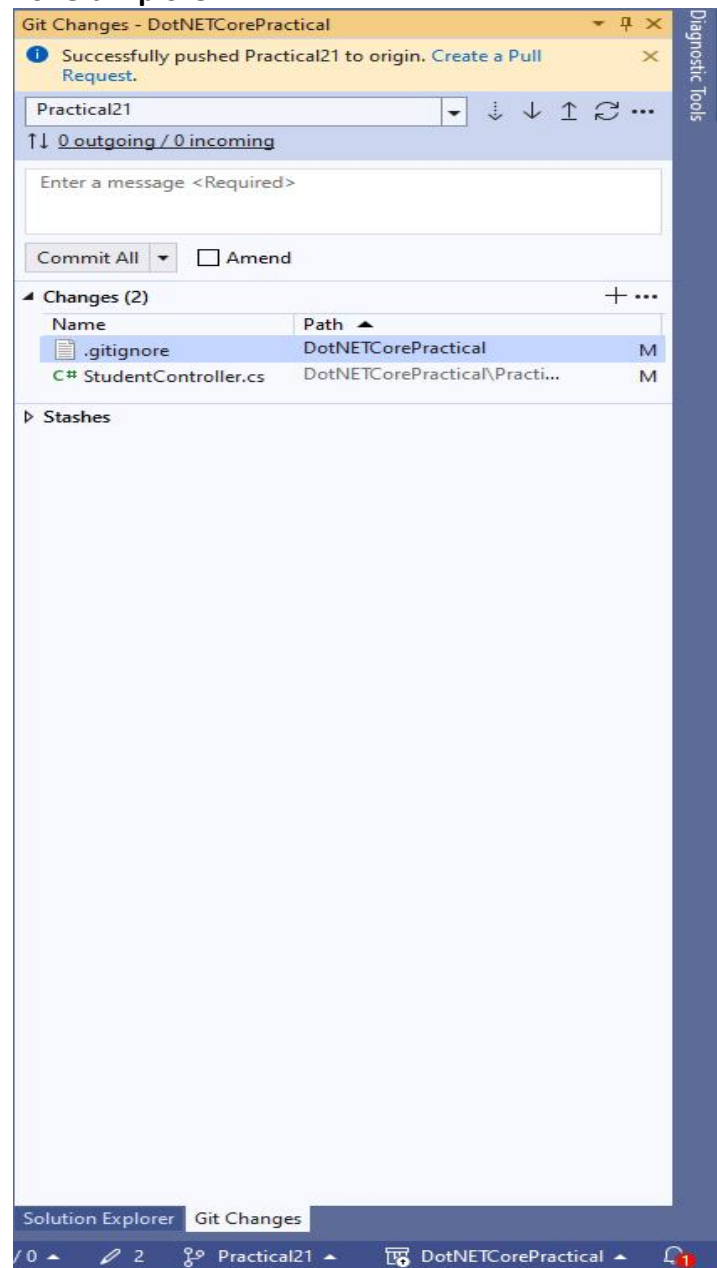 Git Changes - DotNETCorePractical
Successfully pushed Practical21 to origin. Create a Pull
Request.
Practical21
0 outgoing / 0 incoming
Enter a message <Required>
Commit All
Amend
Changes (2)
Name Path
.gitignore DotNETCorePractical M
C# StudentController.cs DotNETCorePractical\Practi... M
Stashes
Solution Explorer Git Changes
/ 0 2 Practical21 DotNETCorePractical 1
Diagnostic Tools